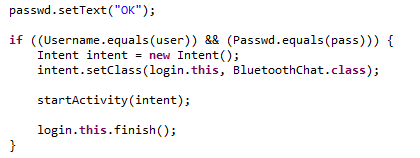 passwd.setText("OK");
if ((Username.equals(user)) && (Passwd.equals(pass))) {
Intent intent = new Intent();
intent.setClass(login.this, BluetoothChat.class);
startActivity(intent);
login.this.finish();
}